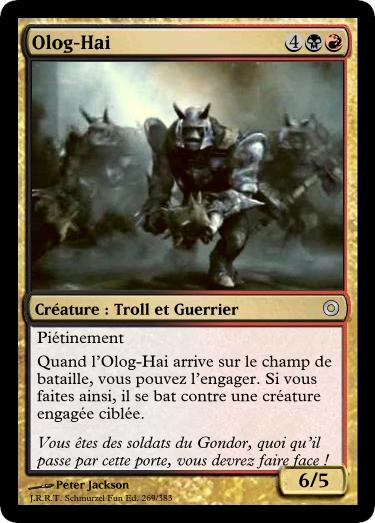 Olog-Hai 4
Créature : Troll et Guerrier
Piétinement
Quand l'Olog-Hai arrive sur le champ de
bataille, vous pouvez l'engager. Si vous
faites ainsi, il se bat contre une créature
engagée ciblée.
Vous êtes des soldats du Gondor, quoi qu'il
passe par cette porte, vous devrez faire face !
6/5
Peter Jackson
J.R.R.T. Schmurzel Fun Ed. 269/383